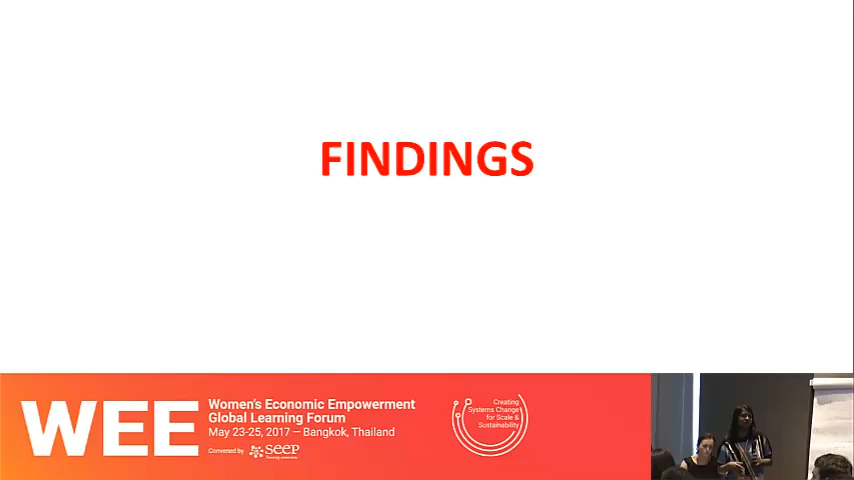 FINDINGS
WEE
Women's Economic Empowerment
Global Learning Forum
May 23-25, 2017 – Bangkok, Thailand
Convened by SEEP
Creating
Systems Change
for Scale &
Sustainability